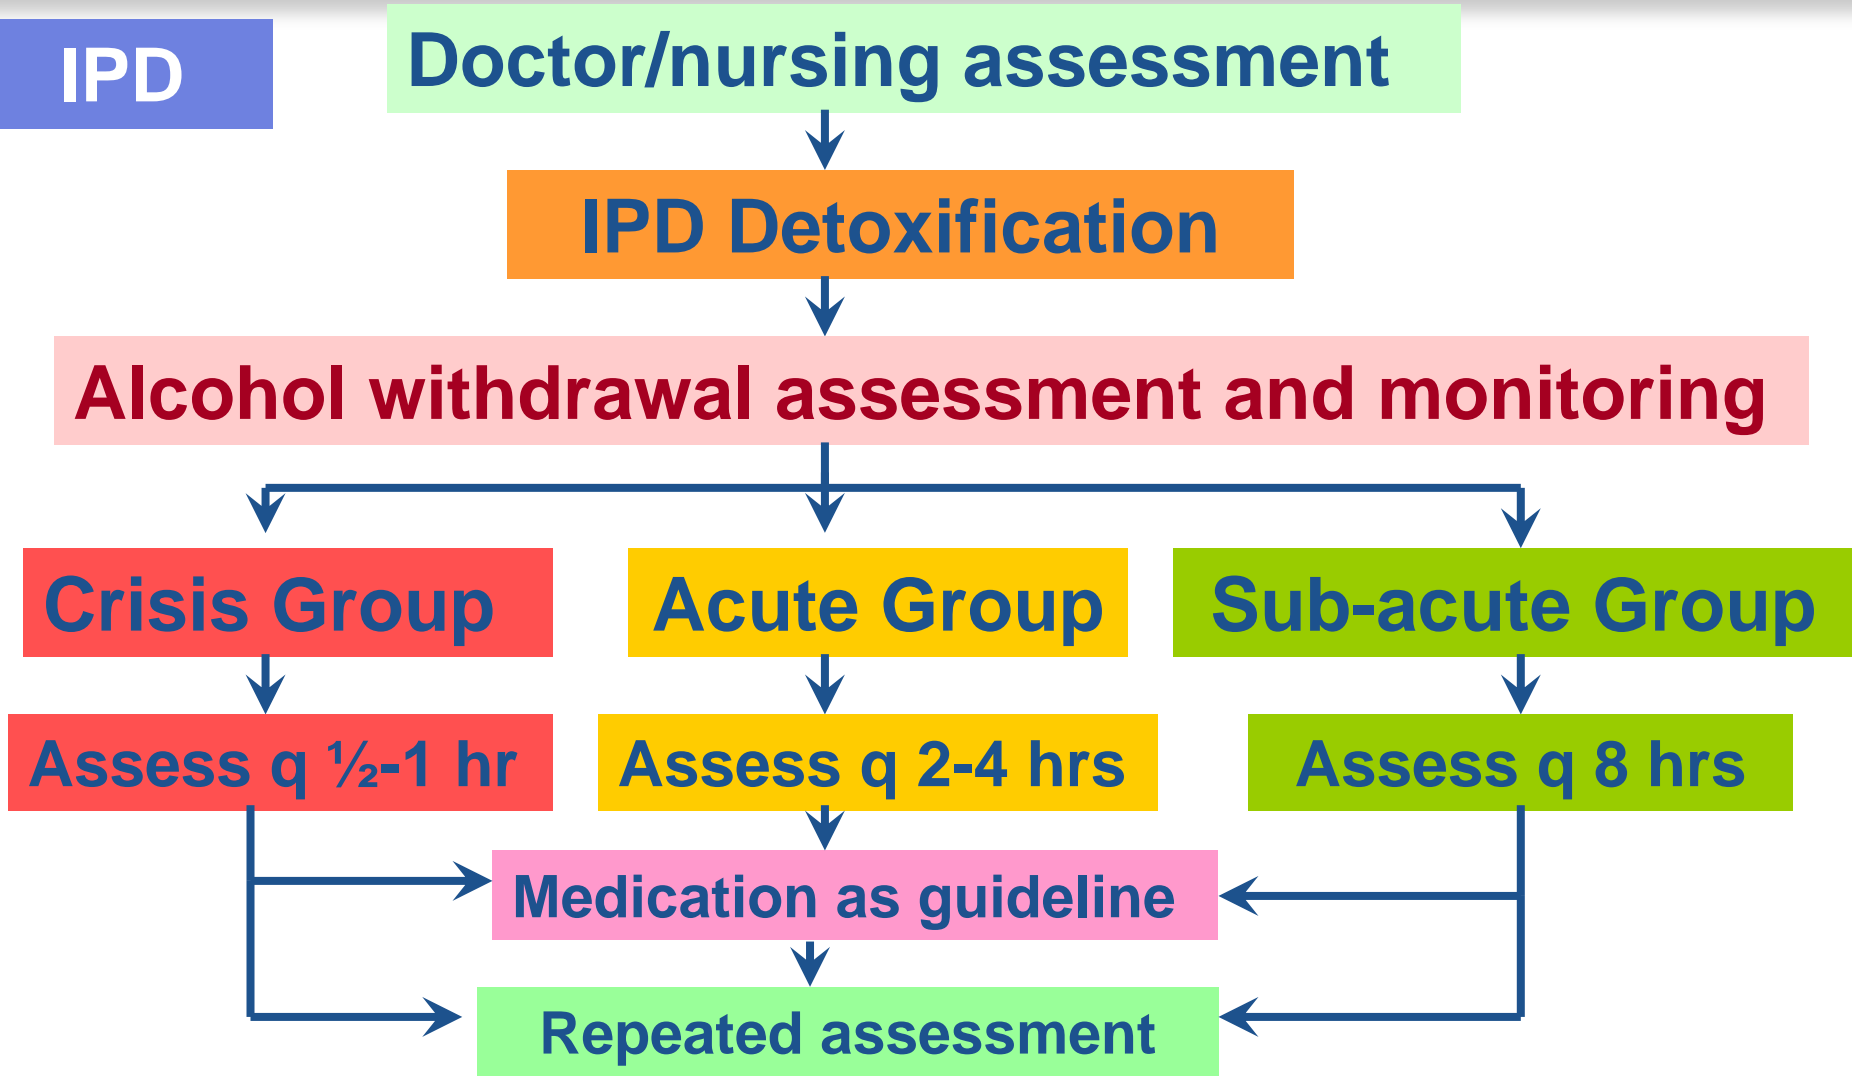 IPD
Doctor/nursing assessment
IPD Detoxification
Alcohol withdrawal assessment and monitoring
Crisis Group
Acute Group
Sub-acute Group
Assess q ½-1 hr
Assess q 2-4 hrs
Assess q 8 hrs
Medication as guideline
Repeated assessment